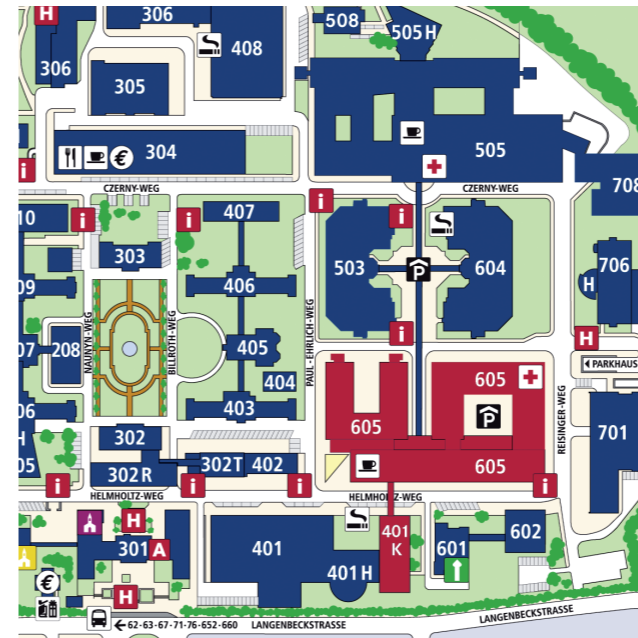 H
306
508
505 H
306
408
305
304
€
505
i
CZERNY-WEG
CZERNY-WEG
708
10
i
i
407
i
i
303
503
P
604
706
H
09
406
NAUNYN-WEG
BILLROTH-WEG
PAUL-EHRLICH-WEG
208
405
i
H
07
404
605
PARKHAUS
06
403
605
P
REISINGER-WEG
701
H
05
302
302 R
302T
402
605
i
i
i
i
HELMHOLTZ-WEG
HELMHOLTZ-WEG
H
301
A
401
401
K
601
602
401 H
€
H
62-63-67-71-76-652-660
LANGENBECKSTRASSE
LANGENBECKSTRASSE